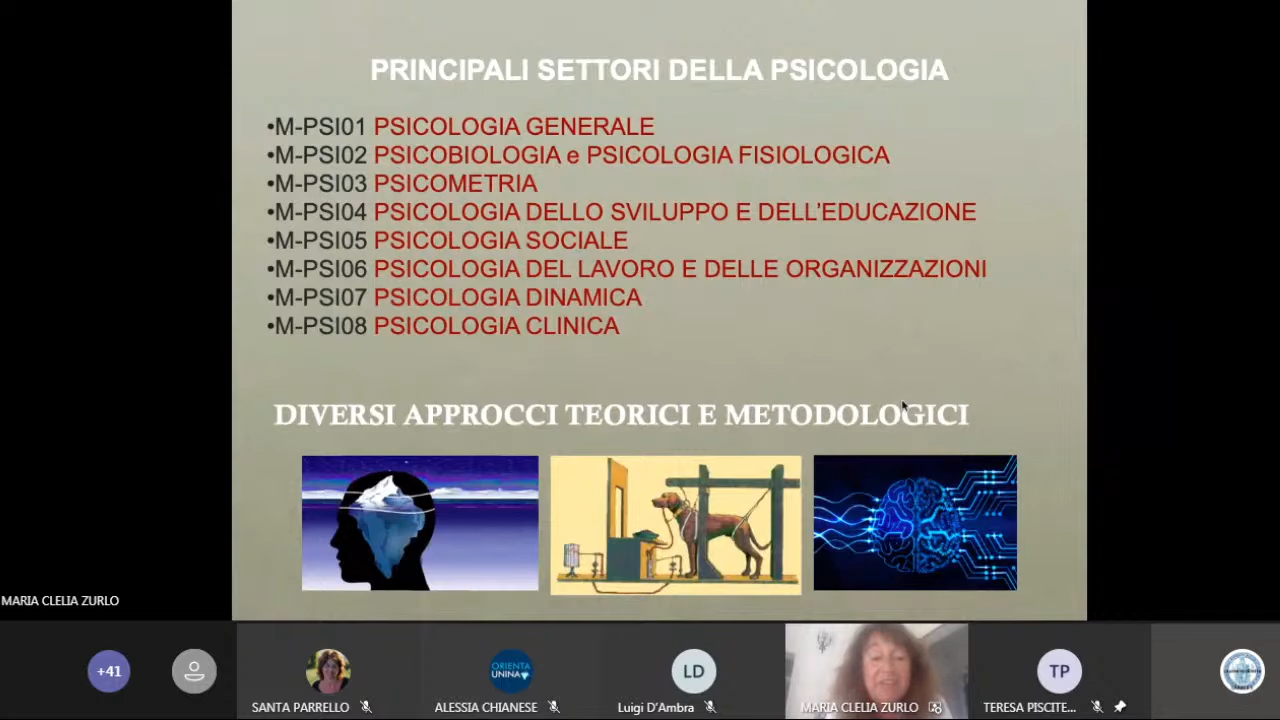 PRINCIPALI SETTORI DELLA PSICOLOGIA
•M-PSI01 PSICOLOGIA GENERALE
•M-PSI02 PSICOBIOLOGIA e PSICOLOGIA FISIOLOGICA
•M-PSI03 PSICOMETRIA
•M-PSI04 PSICOLOGIA DELLO SVILUPPO E DELL’EDUCAZIONE
•M-PSI05 PSICOLOGIA SOCIALE
•M-PSI06 PSICOLOGIA DEL LAVORO E DELLE ORGANIZZAZIONI
•M-PSI07 PSICOLOGIA DINAMICA
•M-PSI08 PSICOLOGIA CLINICA
DIVERSI APPROCCI TEORICI E METODOLOGICI
MARIA CLELIA ZURLO
+41
SANTA PARRELLO
ORIENTA
UNINA
ALESSIA CHIANESE
LD
Luigi D'Ambra
MARIA CLELIA ZURLO
TP
TERESA PISCITE...